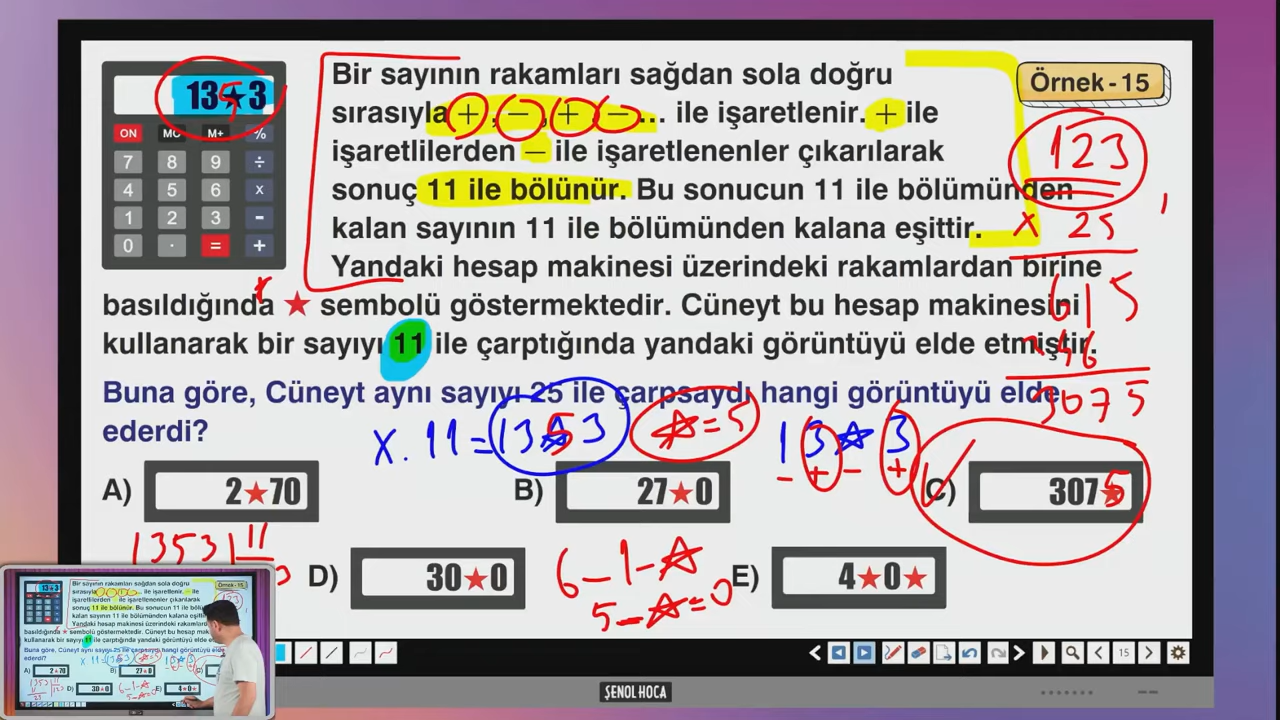 13★3
ON MC M+ %
7 8 9 ÷
4 5 6 x
1 2 3 -
0 . = +
Bir sayının rakamları sağdan sola doğru
sırasıyla +, −, +, −... ile işaretlenir. + ile
işaretlilerden − ile işaretlenenler çıkarılarak
sonuç 11 ile bölünür. Bu sonucun 11 ile bölümünden
kalan sayının 11 ile bölümünden kalana eşittir.
Yandaki hesap makinesi üzerindeki rakamlardan birine
basıldığında ★ sembolü göstermektedir. Cüneyt bu hesap makinesini
kullanarak bir sayıyı 11 ile çarptığında yandaki görüntüyü elde etmiştir.
Buna göre, Cüneyt aynı sayıyı 25 ile çarpsaydı hangi görüntüyü elde
ederdi?
Örnek - 15
123
x 25
615
246
3075
x. 11 = 1353
★ = 5
13★3
- + - +
A) 2★70
B) 27★0
C) 307★
5
D) 30★0
E) 4★0★
1353 11
6 - 1 - ★
5 - ★ = 0
15
ŞENOL HOCA